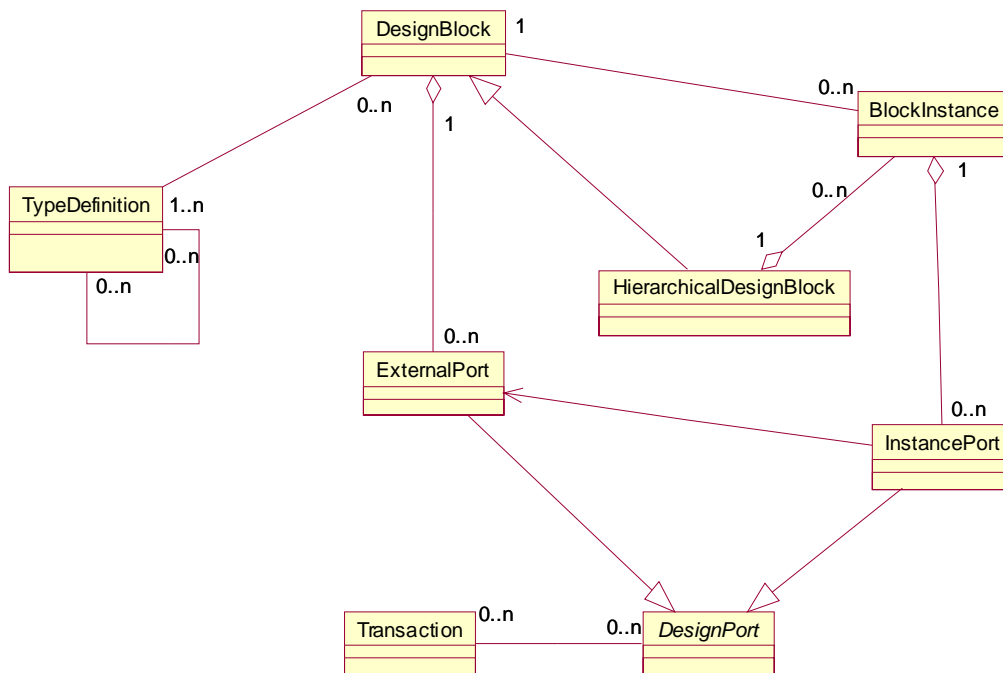 DesignBlock
1
0..n
0..n
BlockInstance
1
1
TypeDefinition
1..n
0..n
0..n
0..n
1
HierarchicalDesignBlock
0..n
ExternalPort
0..n
InstancePort
0..n
0..n
Transaction
DesignPort